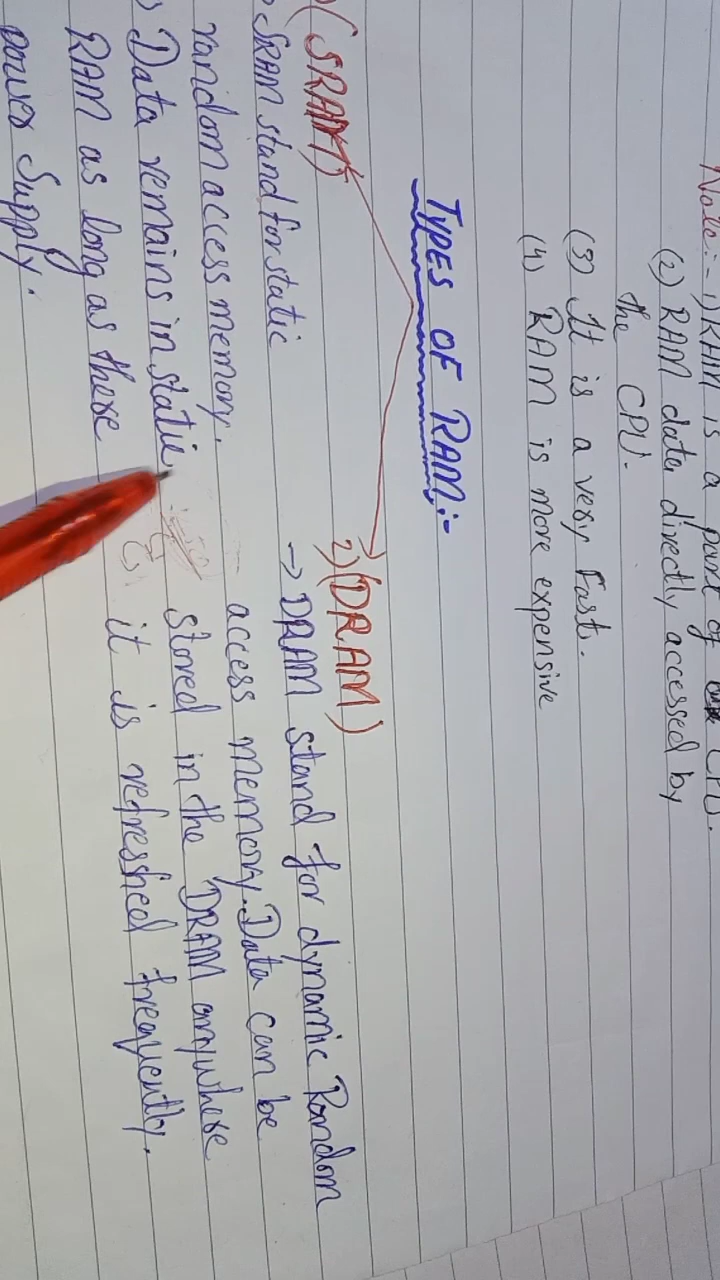 Note:- 1) RAM is a part of CPU.
(2) RAM data directly accessed by
the CPU.
(3) It is a very fast.
(4) RAM is more expensive
TYPES OF RAM:-
(SRAM)
SRAM stand for static
random access memory.
Data remains in static
RAM as long as there
power supply.
2) (DRAM)
→ DRAM stand for dynamic Random
access memory. Data can be
stored in the DRAM anywhere
it is refreshed frequently.